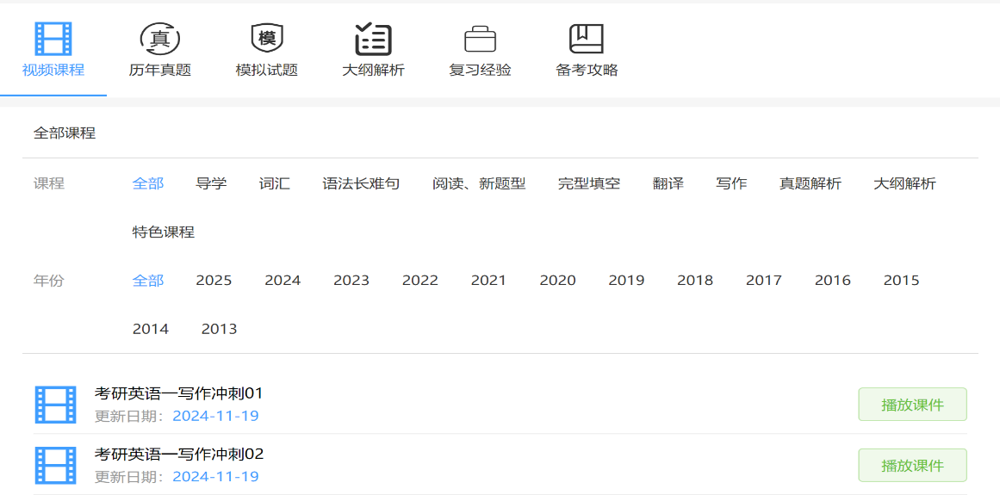 真 模
视频课程 历年真题 模拟试题 大纲解析 复习经验 备考攻略
全部课程
课程 全部 导学 词汇 语法长难句 阅读、新题型 完型填空 翻译 写作 真题解析 大纲解析
特色课程
年份 全部 2025 2024 2023 2022 2021 2020 2019 2018 2017 2016 2015
2014 2013
考研英语一写作冲刺01
更新日期：2024-11-19
播放课件
考研英语一写作冲刺02
更新日期：2024-11-19
播放课件